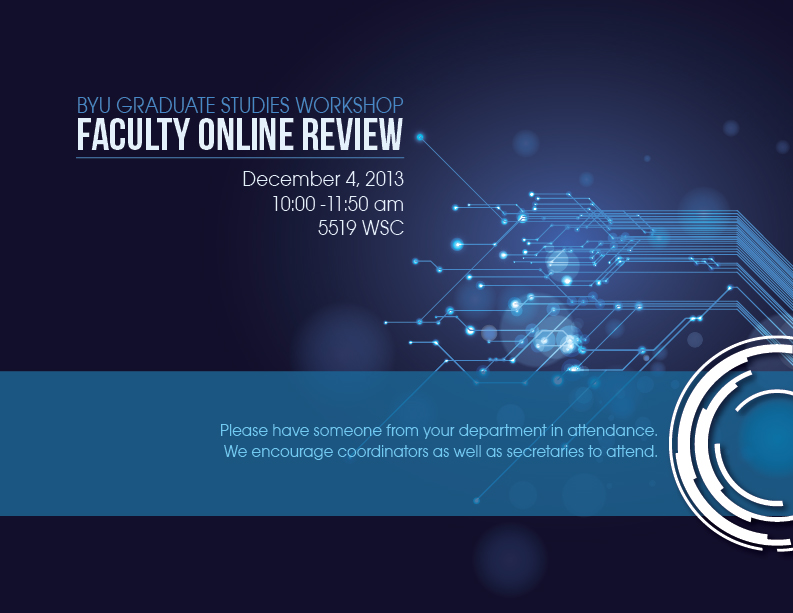 BYU GRADUATE STUDIES WORKSHOP
FACULTY ONLINE REVIEW
December 4, 2013
10:00 -11:50 am
5519 WSC
Please have someone from your department in attendance.
We encourage coordinators as well as secretaries to attend.